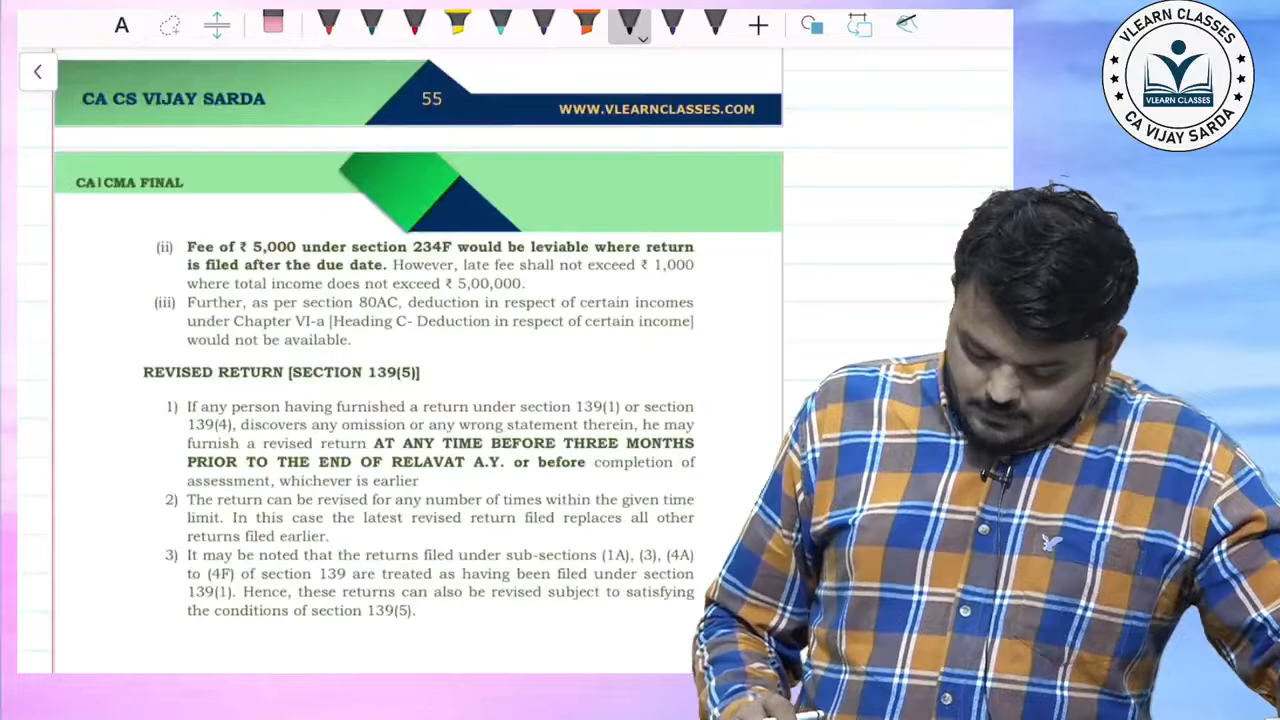 A
VLEARN CLASSES
VLEARN CLASSES
CA VIJAY SARDA
CA CS VIJAY SARDA
55
WWW.VLEARNCLASSES.COM
CA|CMA FINAL
(ii) Fee of ₹ 5,000 under section 234F would be leviable where return
is filed after the due date. However, late fee shall not exceed ₹ 1,000
where total income does not exceed ₹ 5,00,000.
(iii) Further, as per section 80AC, deduction in respect of certain incomes
under Chapter VI-a [Heading C- Deduction in respect of certain income]
would not be available.
REVISED RETURN [SECTION 139(5)]
1) If any person having furnished a return under section 139(1) or section
139(4), discovers any omission or any wrong statement therein, he may
furnish a revised return AT ANY TIME BEFORE THREE MONTHS
PRIOR TO THE END OF RELAVAT A.Y. or before completion of
assessment, whichever is earlier
2) The return can be revised for any number of times within the given time
limit. In this case the latest revised return filed replaces all other
returns filed earlier.
3) It may be noted that the returns filed under sub-sections (1A), (3), (4A)
to (4F) of section 139 are treated as having been filed under section
139(1). Hence, these returns can also be revised subject to satisfying
the conditions of section 139(5).